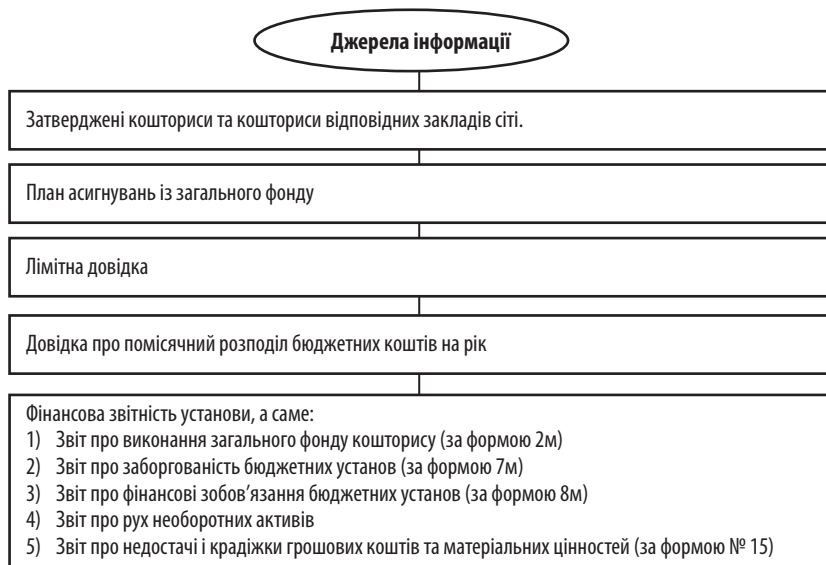 Джерела інформації
Затверджені кошториси та кошториси відповідних закладів сіті.
План асигнувань із загального фонду
Лімітна довідка
Довідка про помісячний розподіл бюджетних коштів на рік
Фінансова звітність установи, а саме:
1) Звіт про виконання загального фонду кошторису (за формою 2м)
2) Звіт про заборгованість бюджетних установ (за формою 7м)
3) Звіт про фінансові зобов’язання бюджетних установ (за формою 8м)
4) Звіт про рух необоротних активів
5) Звіт про недостачі і крадіжки грошових коштів та матеріальних цінностей (за формою № 15)